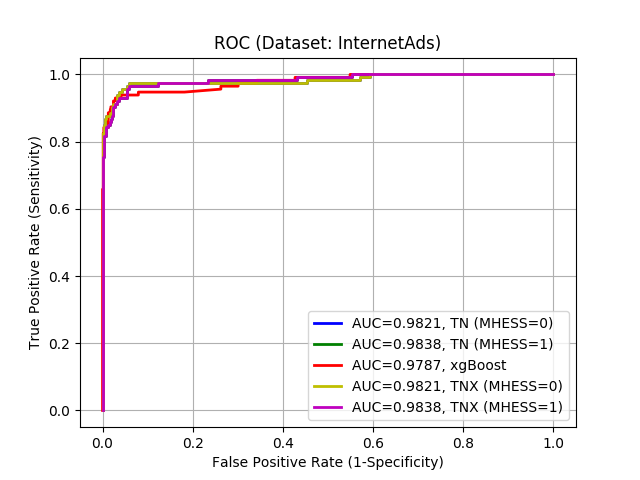 ROC (Dataset: InternetAds)
True Positive Rate (Sensitivity)
1.0
0.8
0.6
0.4
0.2
0.0
AUC=0.9821, TN (MHESS=0)
AUC=0.9838, TN (MHESS=1)
AUC=0.9787, xgBoost
AUC=0.9821, TNX (MHESS=0)
AUC=0.9838, TNX (MHESS=1)
0.0 0.2 0.4 0.6 0.8 1.0
False Positive Rate (1-Specificity)